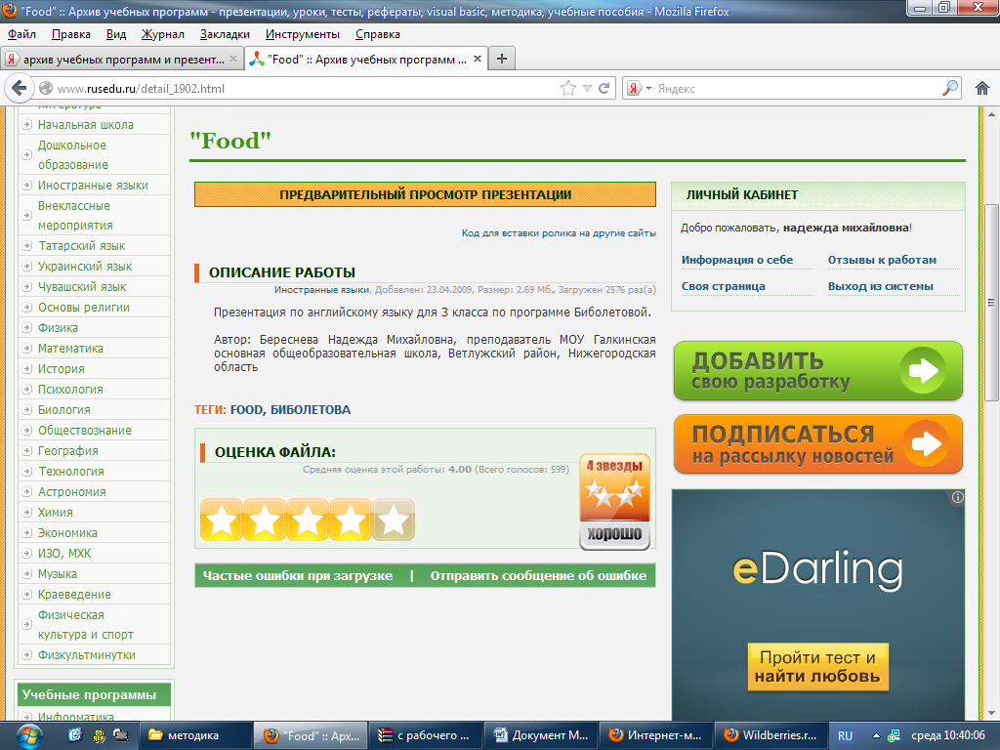 "Food" :: Архив учебных программ - презентации, уроки, тесты, рефераты, visual basic, методика, учебные пособия - Mozilla Firefox
Файл Правка Вид Журнал Закладки Инструменты Справка
архив учебных программ и презент... "Food" :: Архив учебных программ ...
www.rusedu.ru/detail_1902.html Яндекс
литература
Начальная школа
Дошкольное
образование
Иностранные языки
Внеклассные
мероприятия
Татарский язык
Украинский язык
Чувашский язык
Основы религии
Физика
Математика
История
Психология
Биология
Обществознание
География
Технология
Астрономия
Химия
Экономика
ИЗО, МХК
Музыка
Краеведение
Физическая
культура и спорт
Физкультминутки
Учебные программы
Информатика
"Food"
ПРЕДВАРИТЕЛЬНЫЙ ПРОСМОТР ПРЕЗЕНТАЦИИ
Код для вставки ролика на другие сайты
ОПИСАНИЕ РАБОТЫ
Иностранные языки, Добавлен: 23.04.2009, Размер: 2.69 Мб., Загружен 2576 раз(а)
Презентация по английскому языку для 3 класса по программе Биболетовой.
Автор: Береснева Надежда Михайловна, преподаватель МОУ Галкинская
основная общеобразовательная школа, Ветлужский район, Нижегородская
область
ТЕГИ: FOOD, БИБОЛЕТОВА
ОЦЕНКА ФАЙЛА:
Средняя оценка этой работы: 4.00 (Всего голосов: 599)
4 звезды
хорошо
Частые ошибки при загрузке | Отправить сообщение об ошибке
ЛИЧНЫЙ КАБИНЕТ
Добро пожаловать, надежда михайловна!
Информация о себе Отзывы к работам
Своя страница Выход из системы
ДОБАВИТЬ
свою разработку
ПОДПИСАТЬСЯ
на рассылку новостей
eDarling
Пройти тест и
найти любовь
методика "Food" :: Арх... с рабочего ... Документ M... Интернет-м... Wildberries.r... RU среда 10:40:06